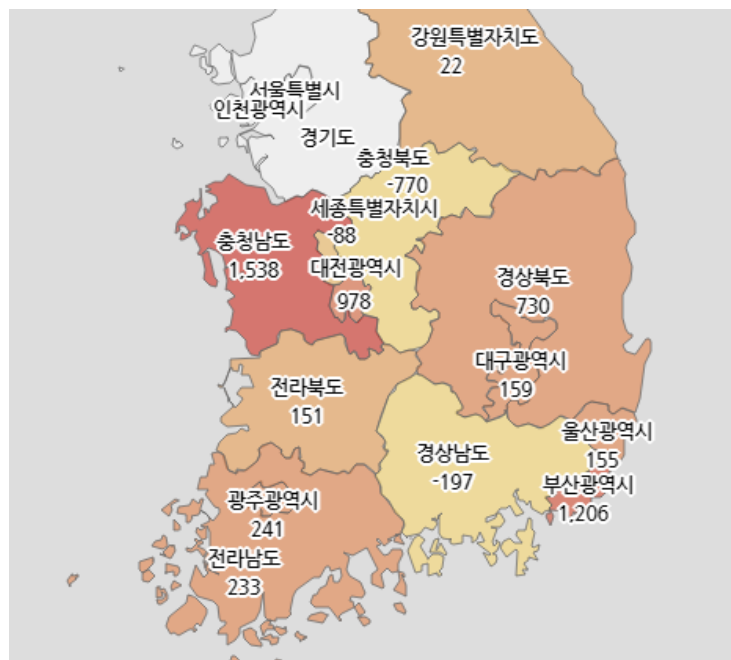 강원특별자치도
22
서울특별시
인천광역시
경기도
충청북도
-770
세종특별자치시
-88
충청남도
1,538
대전광역시
978
경상북도
730
대구광역시
159
전라북도
151
울산광역시
155
경상남도
-197
부산광역시
1,206
광주광역시
241
전라남도
233